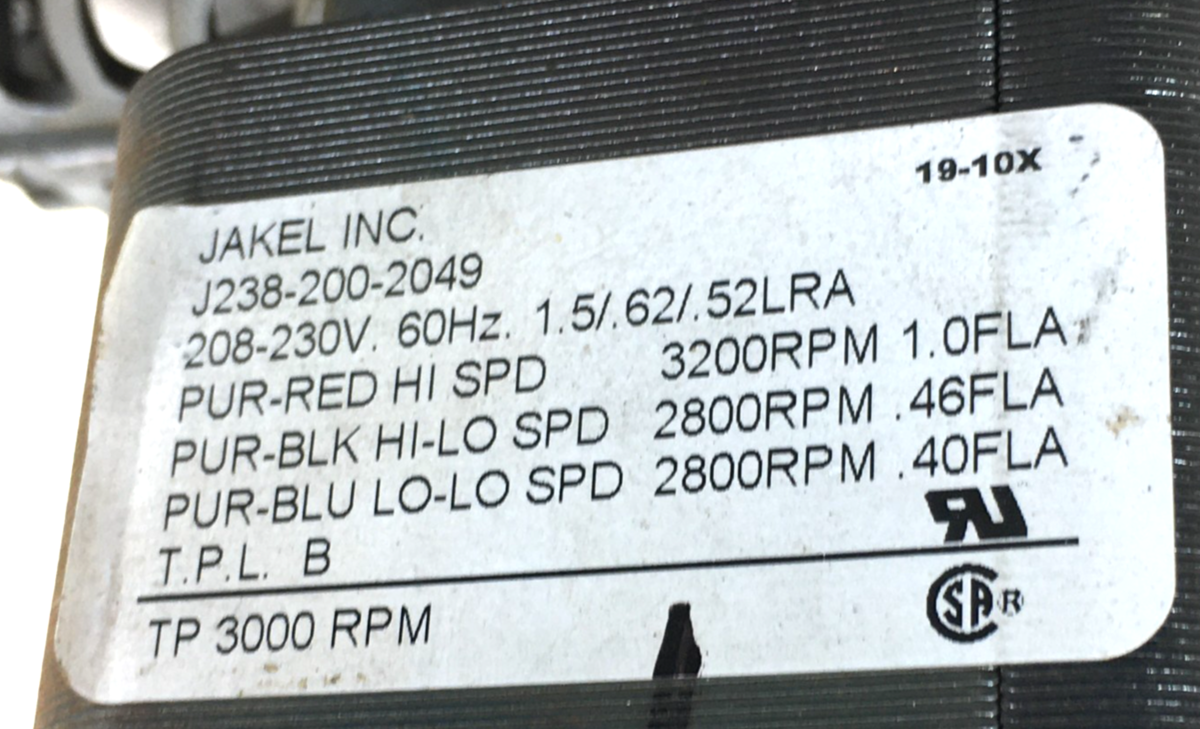 19-10X
JAKEL INC.
J238-200-2049
208-230V. 60Hz. 1.5/.62/.52LRA
PUR-RED HI SPD 3200RPM 1.0FLA
PUR-BLK HI-LO SPD 2800RPM .46FLA
PUR-BLU LO-LO SPD 2800RPM .40FLA
T.P.L. B
RU
TP 3000 RPM
SA®